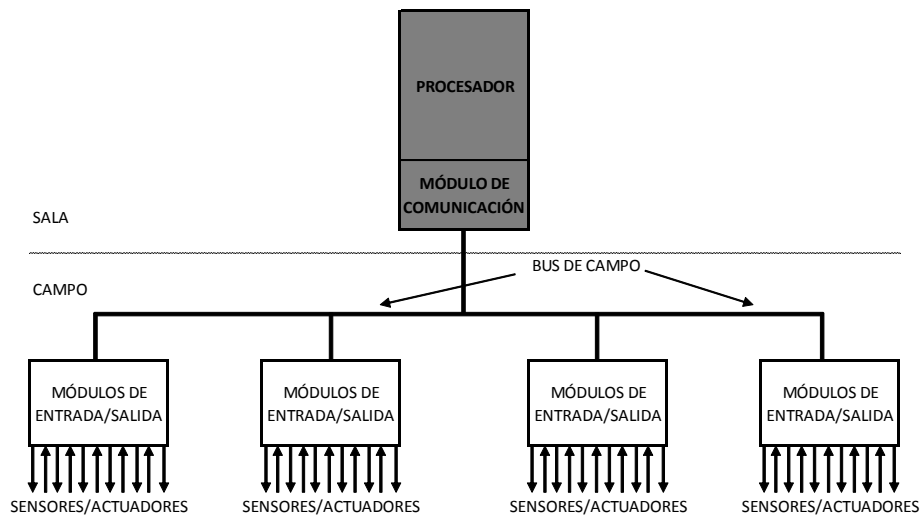 PROCESADOR
MÓDULO DE
COMUNICACIÓN
SALA
BUS DE CAMPO
CAMPO
MÓDULOS DE
ENTRADA/SALIDA
MÓDULOS DE
ENTRADA/SALIDA
MÓDULOS DE
ENTRADA/SALIDA
MÓDULOS DE
ENTRADA/SALIDA
SENSORES/ACTUADORES
SENSORES/ACTUADORES
SENSORES/ACTUADORES
SENSORES/ACTUADORES